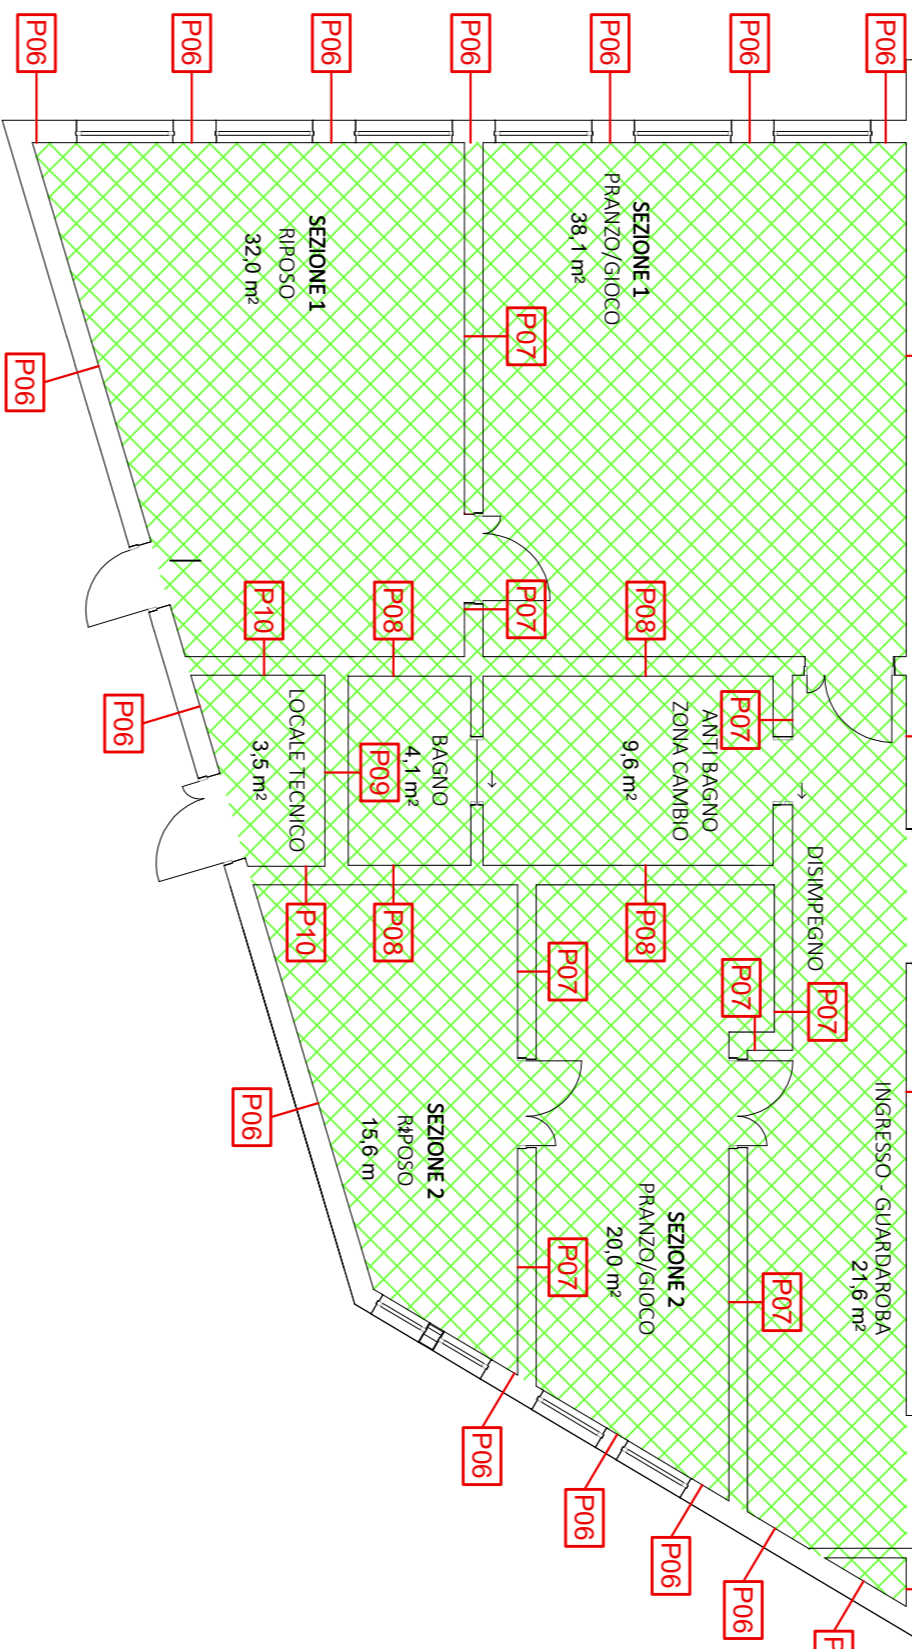 P06
INGRESSO - GUARDAROBA
21,6 m²
DISIMPEGNO
P07
P07
P07
P07
P06
P06
P06
SEZIONE 1
PRANZO/GIOCO
38,1 m²
P08
ANTI BAGNO
ZONA CAMBIO
9,6 m²
P08
SEZIONE 2
PRANZO/GIOCO
20,0 m²
P06
P06
P07
P07
P07
P07
P06
P06
BAGNO
4,1 m²
P08
P08
P09
SEZIONE 2
RIPOSO
15,6 m²
P06
SEZIONE 1
RIPOSO
32,0 m²
LOCALE TECNICO
3,5 m²
P10
P10
P06
P06
P06
P06
P06
P06